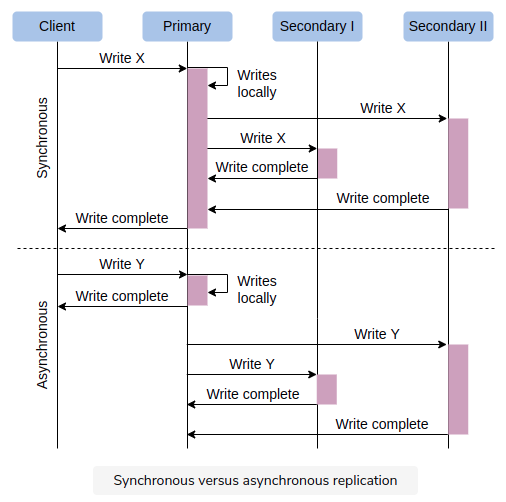 Client
Primary
Secondary I
Secondary II
Synchronous
Write X
Writes
locally
Write X
Write X
Write complete
Write complete
Write complete
Asynchronous
Write Y
Writes
locally
Write complete
Write Y
Write Y
Write complete
Write complete
Synchronous versus asynchronous replication